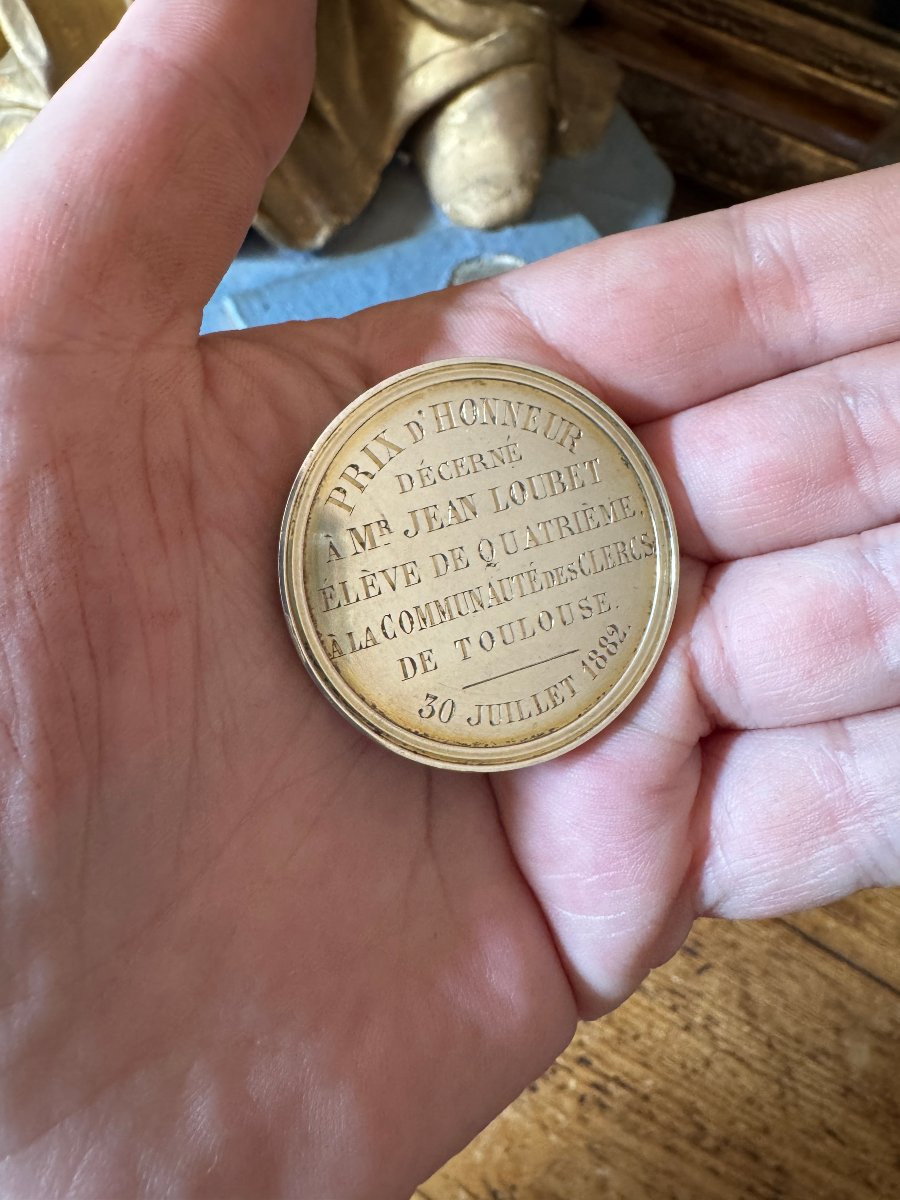 PRIX D'HONNEUR
DÉCERNÉ
À MR JEAN LOUBET
ÉLÈVE DE QUATRIÈME,
À LA COMMUNAUTÉ DES CLERCS
DE TOULOUSE.
30 JUILLET 1882.